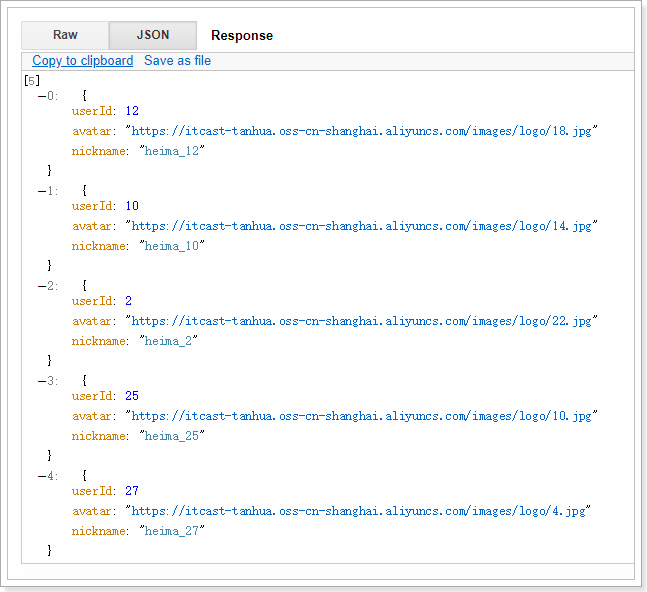 Raw JSON Response
Copy to clipboard Save as file
[5]
—0: {
userId: 12
avatar: "https://itcast-tanhua.oss-cn-shanghai.aliyuncs.com/images/logo/18.jpg"
nickname: "heima_12"
}
—1: {
userId: 10
avatar: "https://itcast-tanhua.oss-cn-shanghai.aliyuncs.com/images/logo/14.jpg"
nickname: "heima_10"
}
—2: {
userId: 2
avatar: "https://itcast-tanhua.oss-cn-shanghai.aliyuncs.com/images/logo/22.jpg"
nickname: "heima_2"
}
—3: {
userId: 25
avatar: "https://itcast-tanhua.oss-cn-shanghai.aliyuncs.com/images/logo/10.jpg"
nickname: "heima_25"
}
—4: {
userId: 27
avatar: "https://itcast-tanhua.oss-cn-shanghai.aliyuncs.com/images/logo/4.jpg"
nickname: "heima_27"
}